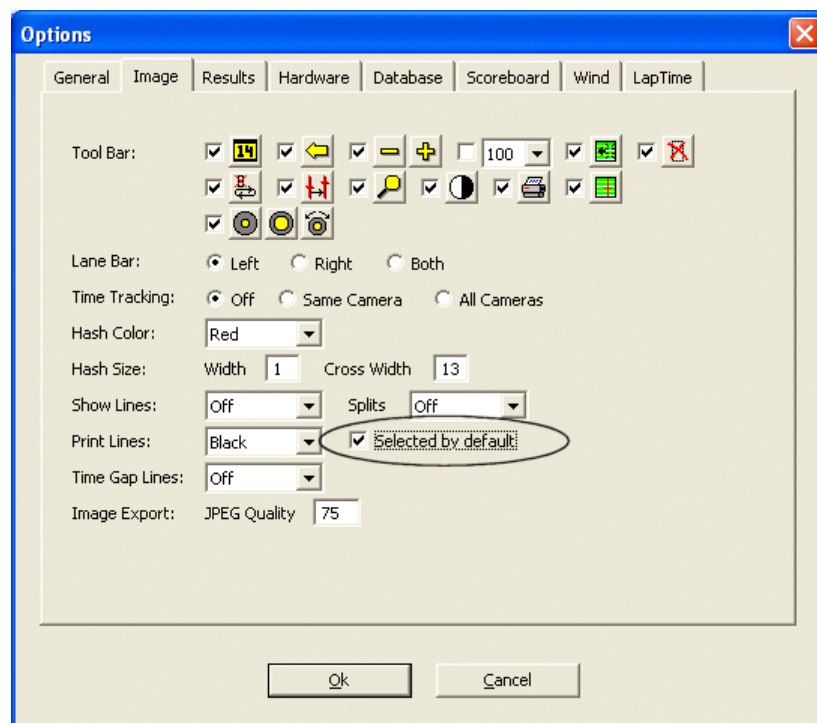 Options
General Image Results Hardware Database Scoreboard Wind LapTime
Tool Bar: 14 100
Lane Bar: Left Right Both
Time Tracking: Off Same Camera All Cameras
Hash Color: Red
Hash Size: Width 1 Cross Width 13
Show Lines: Off Splits Off
Print Lines: Black Selected by default
Time Gap Lines: Off
Image Export: JPEG Quality 75
Ok Cancel